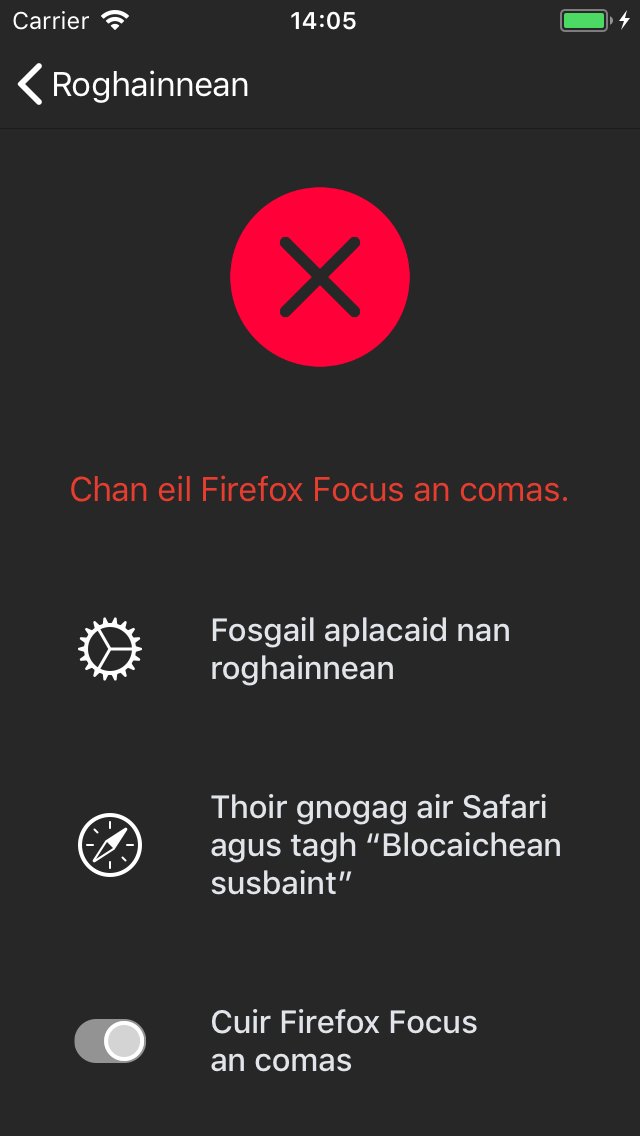 Carrier 14:05
Roghainnean
Chan eil Firefox Focus an comas.
Fosgail aplacaid nan
roghainnean
Thoir gnogag air Safari
agus tagh “Blocaichean
susbaint”
Cuir Firefox Focus
an comas